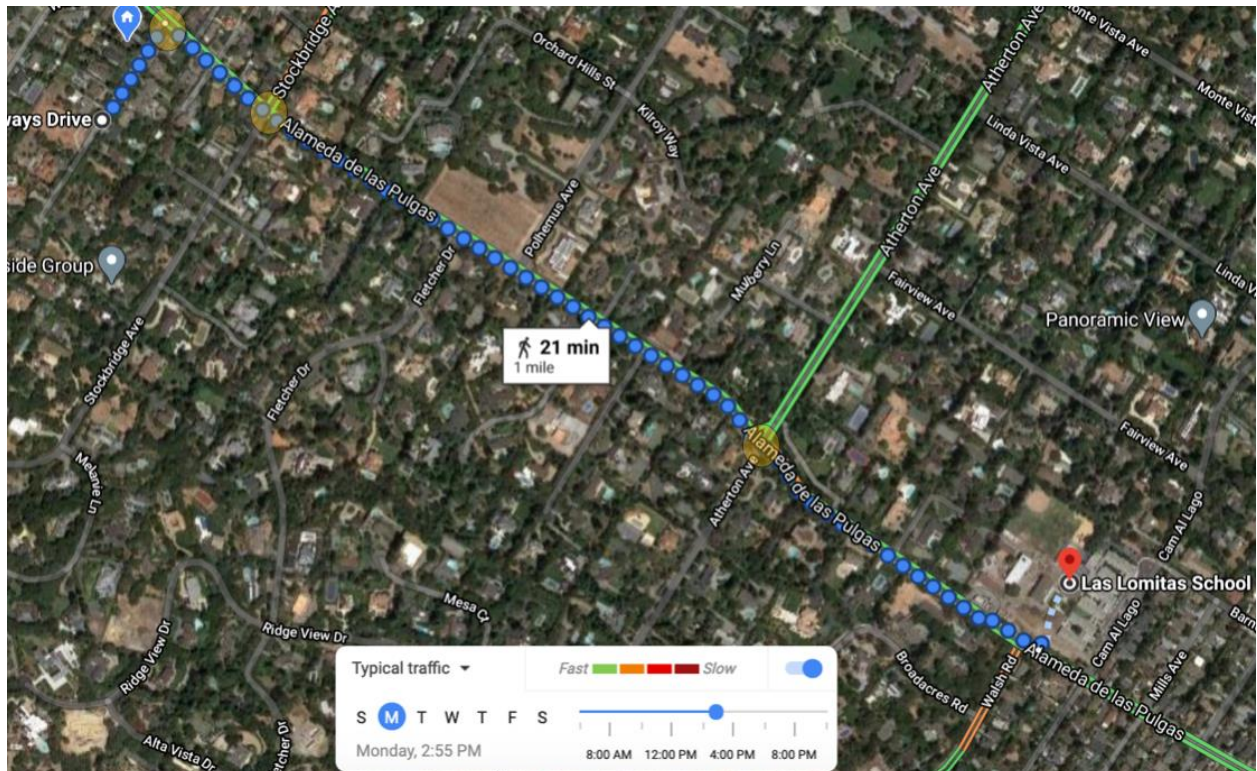 Stockbridge A
Orchard Hills St
Kilroy Way
Atherton Ave
Monte Vista Ave
Monte Vista
Linda Vista Ave
ways Drive
Alameda de las Pulgas
Polhemus Ave
Atherton Ave
Linda V
side Group
Fletcher Dr
Mulberry Ln
Fairview Ave
Panoramic View
21 min
1 mile
Stockbridge Ave
Fletcher Dr
Melanie Ln
Alameda de las Pulgas
Atherton Av
Fairview Ave
Cam Al Lago
Las Lomitas School
Mesa Ct
Ridge View Dr
Ridge View Dr
Broadacres Rd
Walsh Rd
Cam Al Lago
Mills Ave
Barn
Alameda de las Pulgas
Alta Vista Dr
etcher Dr
Typical traffic
Fast
Slow
S M T W T F S
Monday, 2:55 PM
8:00 AM 12:00 PM 4:00 PM 8:00 PM